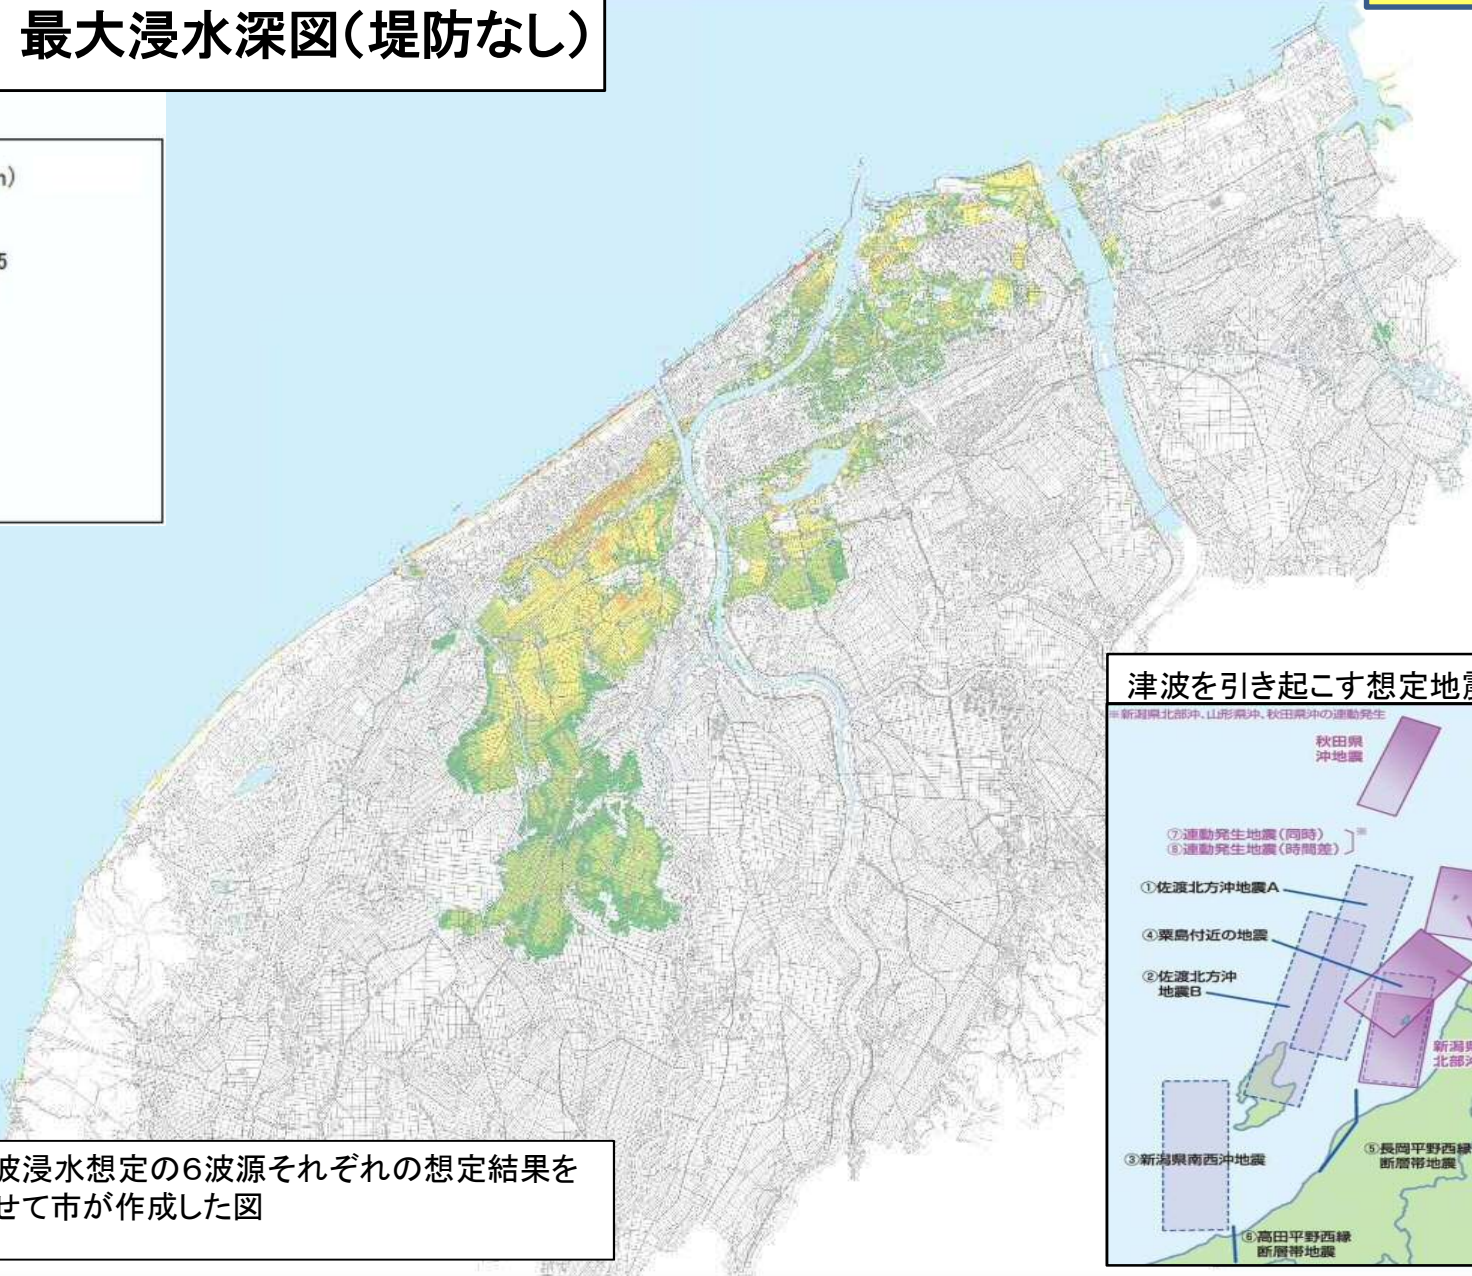 最大浸水深図(堤防なし)
m)
5
津波を引き起こす想定地震
※新潟県北部沖、山形県沖、秋田県沖の連動発生
秋田県
沖地震
⑦連動発生地震(同時)
⑧連動発生地震(時間差)
※
①佐渡北方沖地震A
④粟島付近の地震
②佐渡北方沖
地震B
新潟県
北部沖
③新潟県南西沖地震
⑤長岡平野西縁
断層帯地震
⑥高田平野西縁
断層帯地震
波浸水想定の6波源それぞれの想定結果を
せて市が作成した図